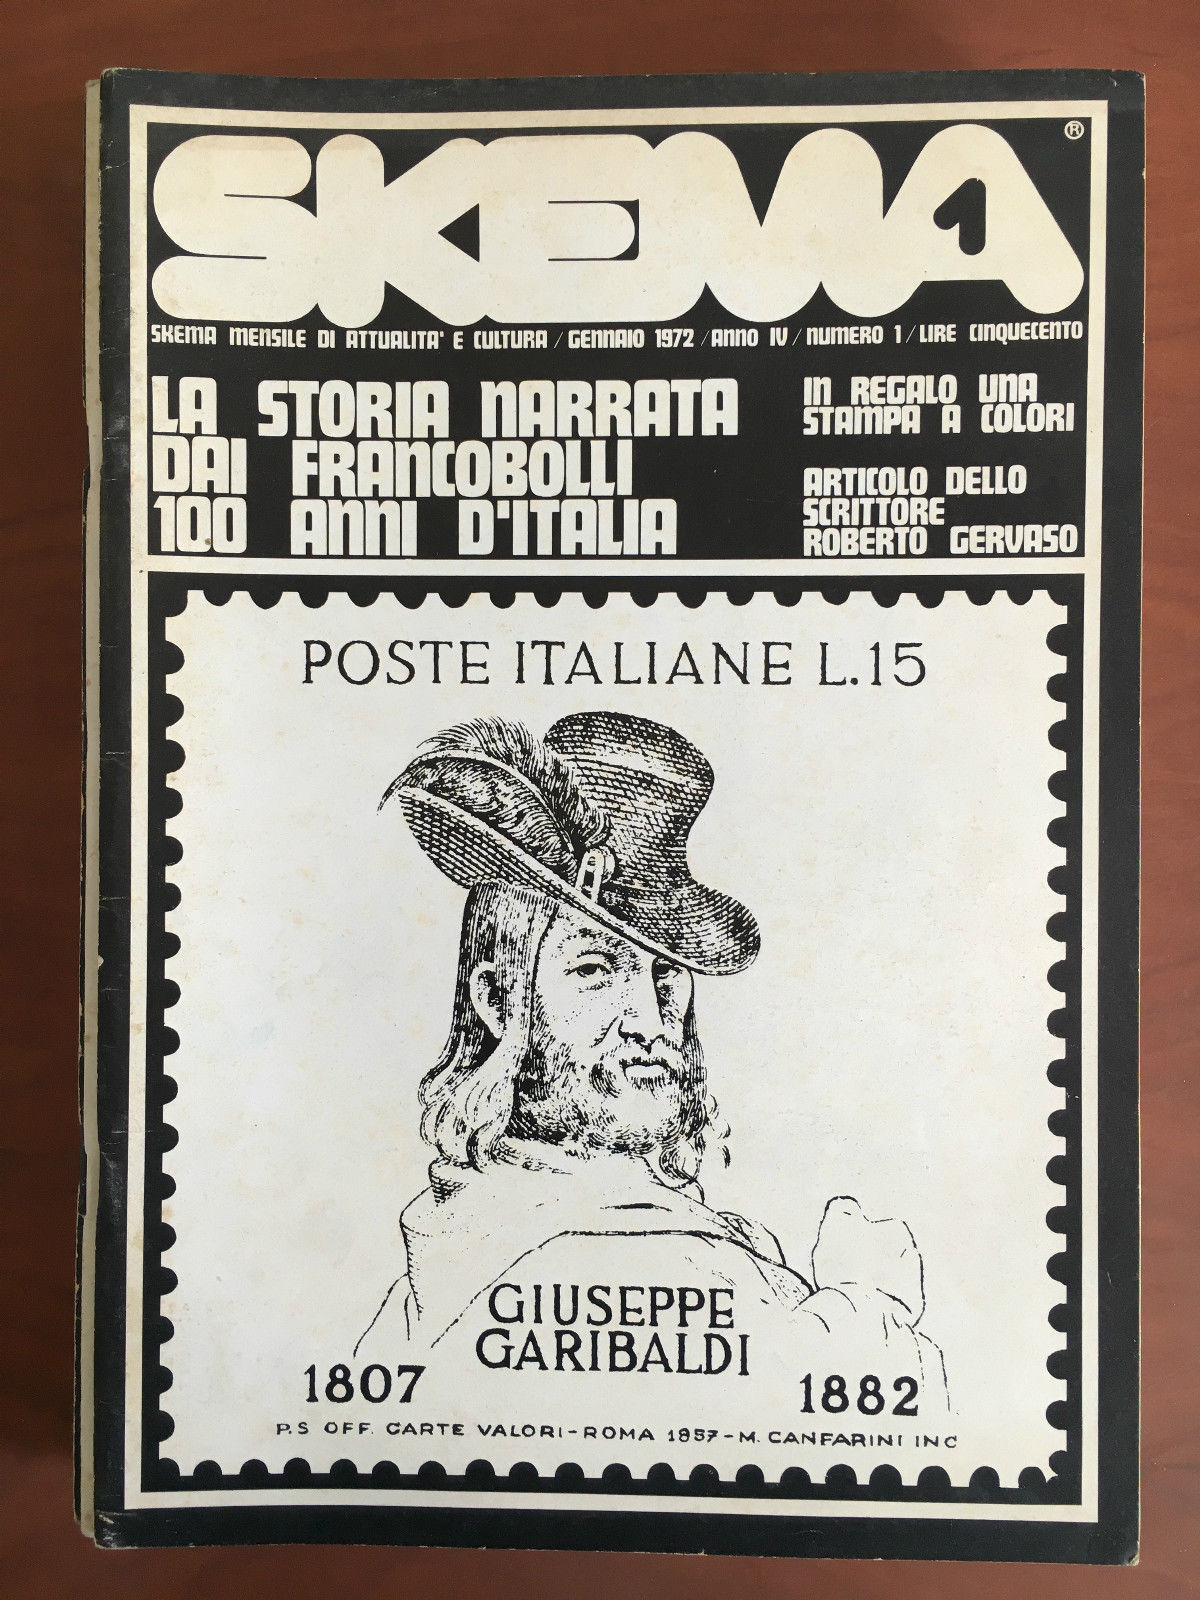 SKEMA ®
SKEMA MENSILE DI ATTUALITA' E CULTURA / GENNAIO 1972 / ANNO IV / NUMERO 1 / LIRE CINQUECENTO
LA STORIA NARRATA
DAI FRANCOBOLLI
100 ANNI D'ITALIA
IN REGALO UNA
STAMPA A COLORI
ARTICOLO DELLO
SCRITTORE
ROBERTO GERVASO
POSTE ITALIANE L.15
GIUSEPPE
GARIBALDI
1807
1882
P.S OFF. CARTE VALORI-ROMA 1857-M. CANFARINI INC